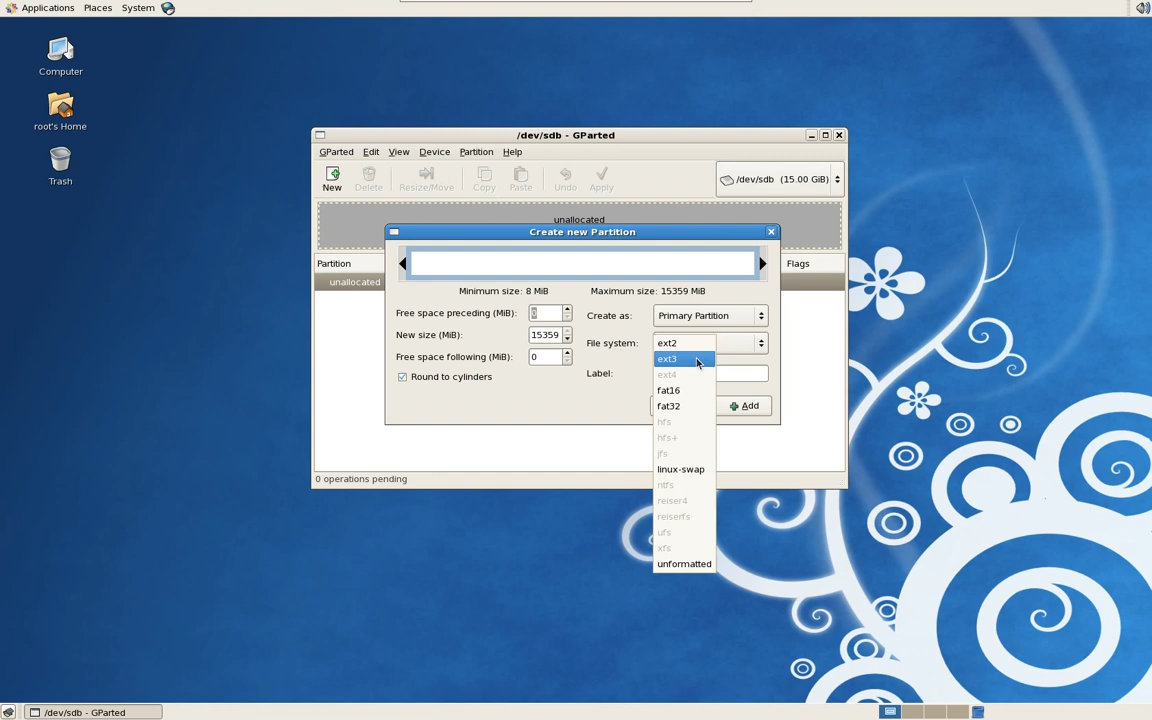 Applications Places System
Computer
root's Home
Trash
/dev/sdb - GParted
GParted Edit View Device Partition Help
New Delete Resize/Move Copy Paste Undo Apply
/dev/sdb (15.00 GiB)
unallocated
Partition Flags
unallocated
Create new Partition
Minimum size: 8 MiB Maximum size: 15359 MiB
Free space preceding (MiB): 0
New size (MiB): 15359
Free space following (MiB): 0
Round to cylinders
Create as: Primary Partition
File system:
Label:
ext2
ext3
ext4
fat16
fat32
hfs
hfs+
jfs
linux-swap
ntfs
reiser4
reiserfs
ufs
xfs
unformatted
Add
0 operations pending
/dev/sdb - GParted